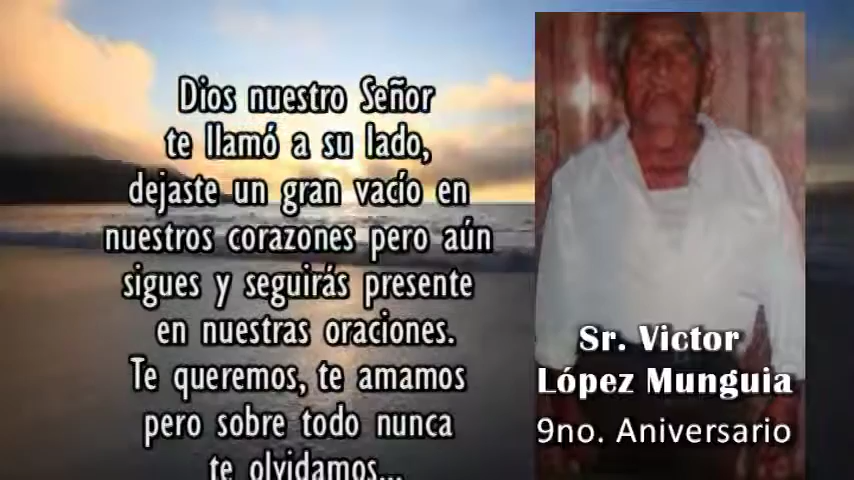 Dios nuestro Señor
te llamó a su lado,
dejaste un gran vacío en
nuestros corazones pero aún
sigues y seguirás presente
en nuestras oraciones.
Te queremos, te amamos
pero sobre todo nunca
te olvidamos...
Sr. Victor
López Munguia
9no. Aniversario